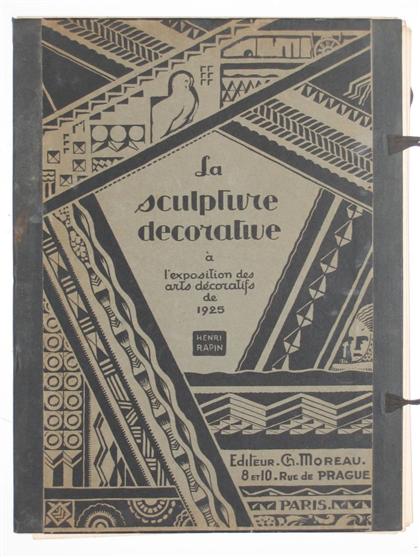 La
sculpture
decorative
à
l'exposition des
arts décoratifs
de
1925
HENRI
RAPIN
Editeur. Ch. Moreau.
8 et 10. Rue de PRAGUE
PARIS.